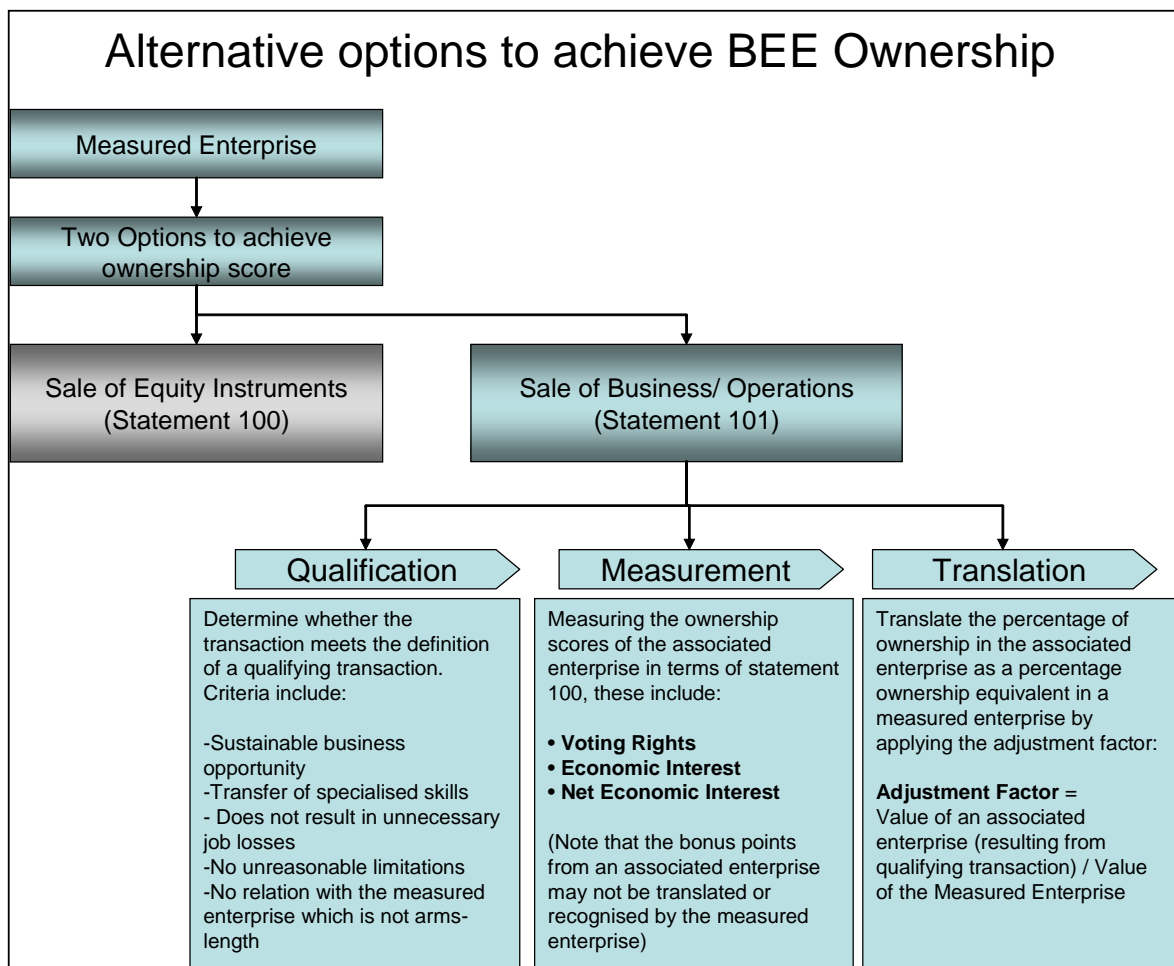 Alternative options to achieve BEE Ownership
Measured Enterprise
Two Options to achieve
ownership score
Sale of Equity Instruments
(Statement 100)
Sale of Business/ Operations
(Statement 101)
Qualification
Determine whether the
transaction meets the definition
of a qualifying transaction.
Criteria include:
-Sustainable business
opportunity
-Transfer of specialised skills
- Does not result in unnecessary
job losses
-No unreasonable limitations
-No relation with the measured
enterprise which is not arms-
length
Measurement
Measuring the ownership
scores of the associated
enterprise in terms of statement
100, these include:
• Voting Rights
• Economic Interest
• Net Economic Interest
(Note that the bonus points
from an associated enterprise
may not be translated or
recognised by the measured
enterprise)
Translation
Translate the percentage of
ownership in the associated
enterprise as a percentage
ownership equivalent in a
measured enterprise by
applying the adjustment factor:
Adjustment Factor =
Value of an associated
enterprise (resulting from
qualifying transaction) / Value
of the Measured Enterprise